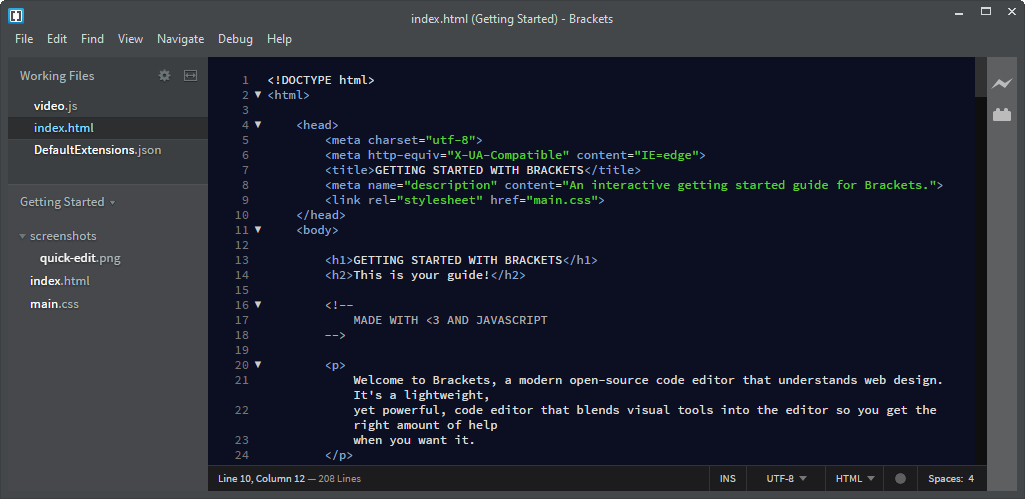 index.html (Getting Started) - Brackets
File Edit Find View Navigate Debug Help
Working Files
video.js
index.html
DefaultExtensions.json
Getting Started
screenshots
quick-edit.png
index.html
main.css
1 <!DOCTYPE html>
2 <html>
3
4 <head>
5 <meta charset="utf-8">
6 <meta http-equiv="X-UA-Compatible" content="IE=edge">
7 <title>GETTING STARTED WITH BRACKETS</title>
8 <meta name="description" content="An interactive getting started guide for Brackets.">
9 <link rel="stylesheet" href="main.css">
10 </head>
11 <body>
12
13 <h1>GETTING STARTED WITH BRACKETS</h1>
14 <h2>This is your guide!</h2>
15
16 <!--
17 MADE WITH <3 AND JAVASCRIPT
18 -->
19
20 <p>
21 Welcome to Brackets, a modern open-source code editor that understands web design.
It's a lightweight,
22 yet powerful, code editor that blends visual tools into the editor so you get the
right amount of help
23 when you want it.
24 </p>
Line 10, Column 12 — 208 Lines INS UTF-8 HTML Spaces: 4